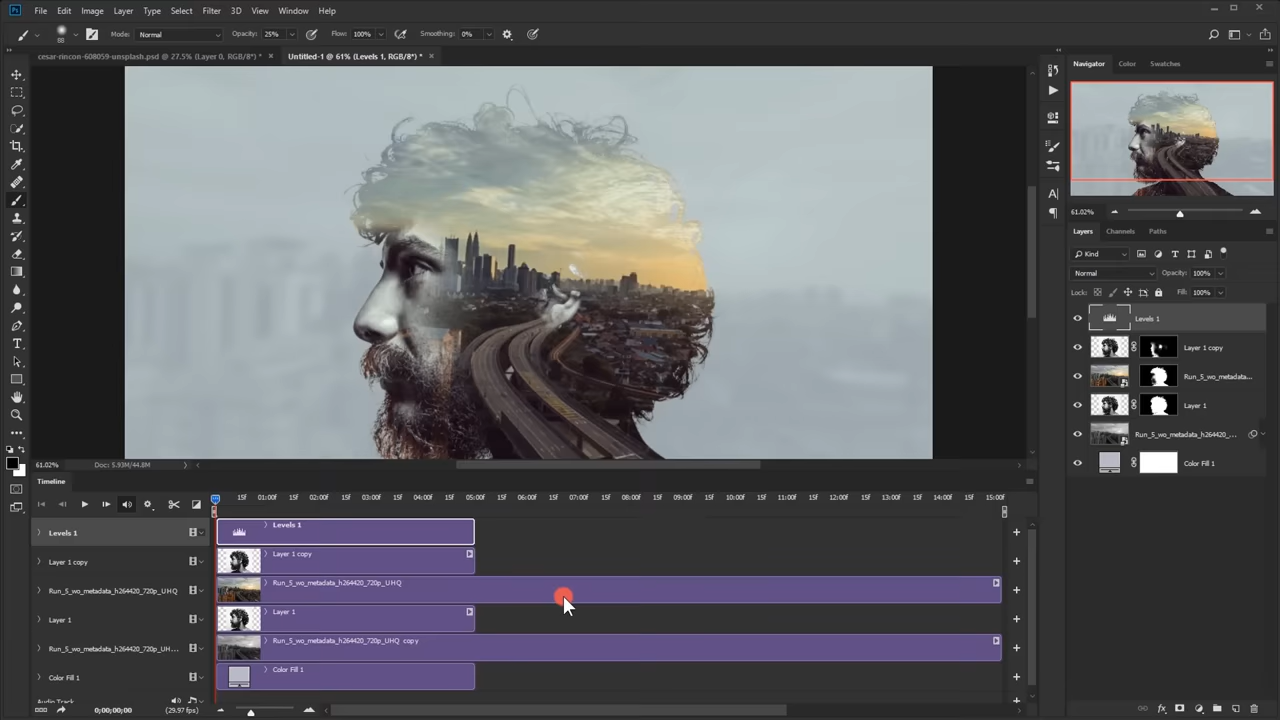 Ps File Edit Image Layer Type Select Filter 3D View Window Help
88 Mode: Normal Opacity: 25% Flow: 100% Smoothing: 0%
cesar-rincon-608059-unsplash.psd @ 27.5% (Layer 0, RGB/8*) * × Untitled-1 @ 61% (Levels 1, RGB/8*) * ×
Navigator Color Swatches
61.02%
Layers Channels Paths
Kind
Normal Opacity: 100%
Lock: Fill: 100%
Levels 1
Layer 1 copy
Run_5_wo_metadata...
Layer 1
Run_5_wo_metadata_h264420_...
Color Fill 1
61.02% Doc: 5.93M/44.8M
Timeline
15f 01:00f 15f 02:00f 15f 03:00f 15f 04:00f 15f 05:00f 15f 06:00f 15f 07:00f 15f 08:00f 15f 09:00f 15f 10:00f 15f 11:00f 15f 12:00f 15f 13:00f 15f 14:00f 15f 15:00f
Levels 1 Levels 1
Layer 1 copy Layer 1 copy
Run_5_wo_metadata_h264420_720p_UHQ Run_5_wo_metadata_h264420_720p_UHQ
Layer 1 Layer 1
Run_5_wo_metadata_h264420_720p_UH... Run_5_wo_metadata_h264420_720p_UHQ copy
Color Fill 1 Color Fill 1
Audio Track
0;00;00;00 (29.97 fps)